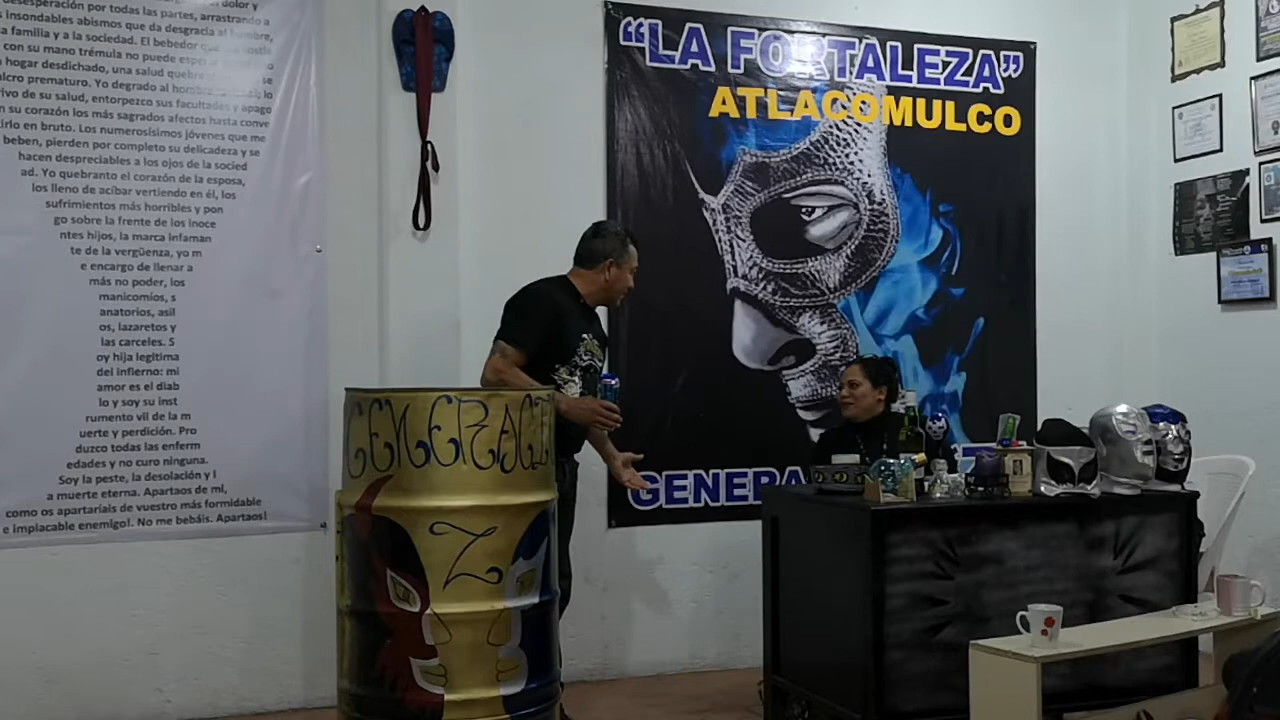 dolor y
desesperación por todas las partes, arrastrando a
insondables abismos que da desgracia al hombre,
a familia y a la sociedad. El bebedor que
con su mano trémula no puede
hogar desdichado, una salud se
prematuro. Yo degrado al lo
de su salud, entorpezco sus facultades y apago
n su corazón los más sagrados afectos hasta conve
irlo en bruto. Los numerosísimos jóvenes que me
beben, pierden por completo su delicadeza y se
hacen despreciables a los ojos de la socied
ad. Yo quebranto el corazón de la esposa,
los lleno de acíbar vertiendo en él, los
sufrimientos más horribles y pon
go sobre la frente de los inoce
ntes hijos, la marca infaman
te de la vergüenza, yo m
e encargo de llenar a
más no poder, los
manicomios, s
anatorios, asil
os, lazaretos y
las carceles. S
oy hija legitima
del infierno: mi
amor es el diab
lo y soy su inst
rumento vil de la m
uerte y perdición. Pro
duzco todas las enferm
edades y no curo ninguna.
Soy la peste, la desolación y l
a muerte eterna. Apartaos de mí,
como os apartaríais de vuestro más formidable
e implacable enemigo!. No me bebáis. Apartaos!
"LA FORTALEZA"
ATLACOMULCO
GENERA
GENERACI
Z